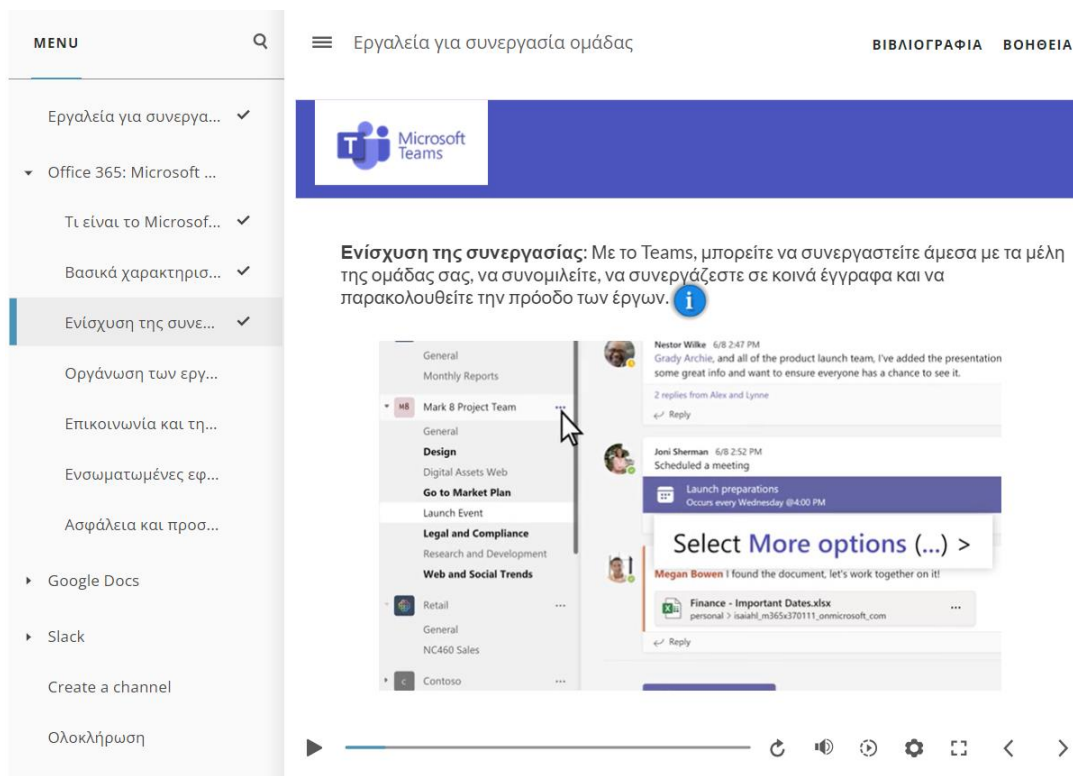 MENU
Εργαλεία για συνεργα...
Office 365: Microsoft ...
Τι είναι το Microsof...
Βασικά χαρακτηρισ...
Ενίσχυση της συνε...
Οργάνωση των εργ...
Επικοινωνία και τη...
Ενσωματωμένες εφ...
Ασφάλεια και προσ...
Google Docs
Slack
Create a channel
Ολοκλήρωση
Εργαλεία για συνεργασία ομάδας
ΒΙΒΛΙΟΓΡΑΦΙΑ ΒΟΗΘΕΙΑ
T Microsoft
Teams
Ενίσχυση της συνεργασίας: Με το Teams, μπορείτε να συνεργαστείτε άμεσα με τα μέλη
της ομάδας σας, να συνομιλείτε, να συνεργάζεστε σε κοινά έγγραφα και να
παρακολουθείτε την πρόοδο των έργων. i
General
Monthly Reports
M8 Mark 8 Project Team ...
General
Design
Digital Assets Web
Go to Market Plan
Launch Event
Legal and Compliance
Research and Development
Web and Social Trends
Retail ...
General
NC460 Sales
C Contoso ...
Nestor Wilke 6/8 2:47 PM
Grady Archie, and all of the product launch team, I've added the presentation
some great info and want to ensure everyone has a chance to see it.
2 replies from Alex and Lynne
Reply
Joni Sherman 6/8 2:52 PM
Scheduled a meeting
Launch preparations
Occurs every Wednesday @4:00 PM
Select More options (...) >
Megan Bowen I found the document, let's work together on it!
Finance - Important Dates.xlsx ...
personal > isaiahl_m365x370111_onmicrosoft_com
Reply